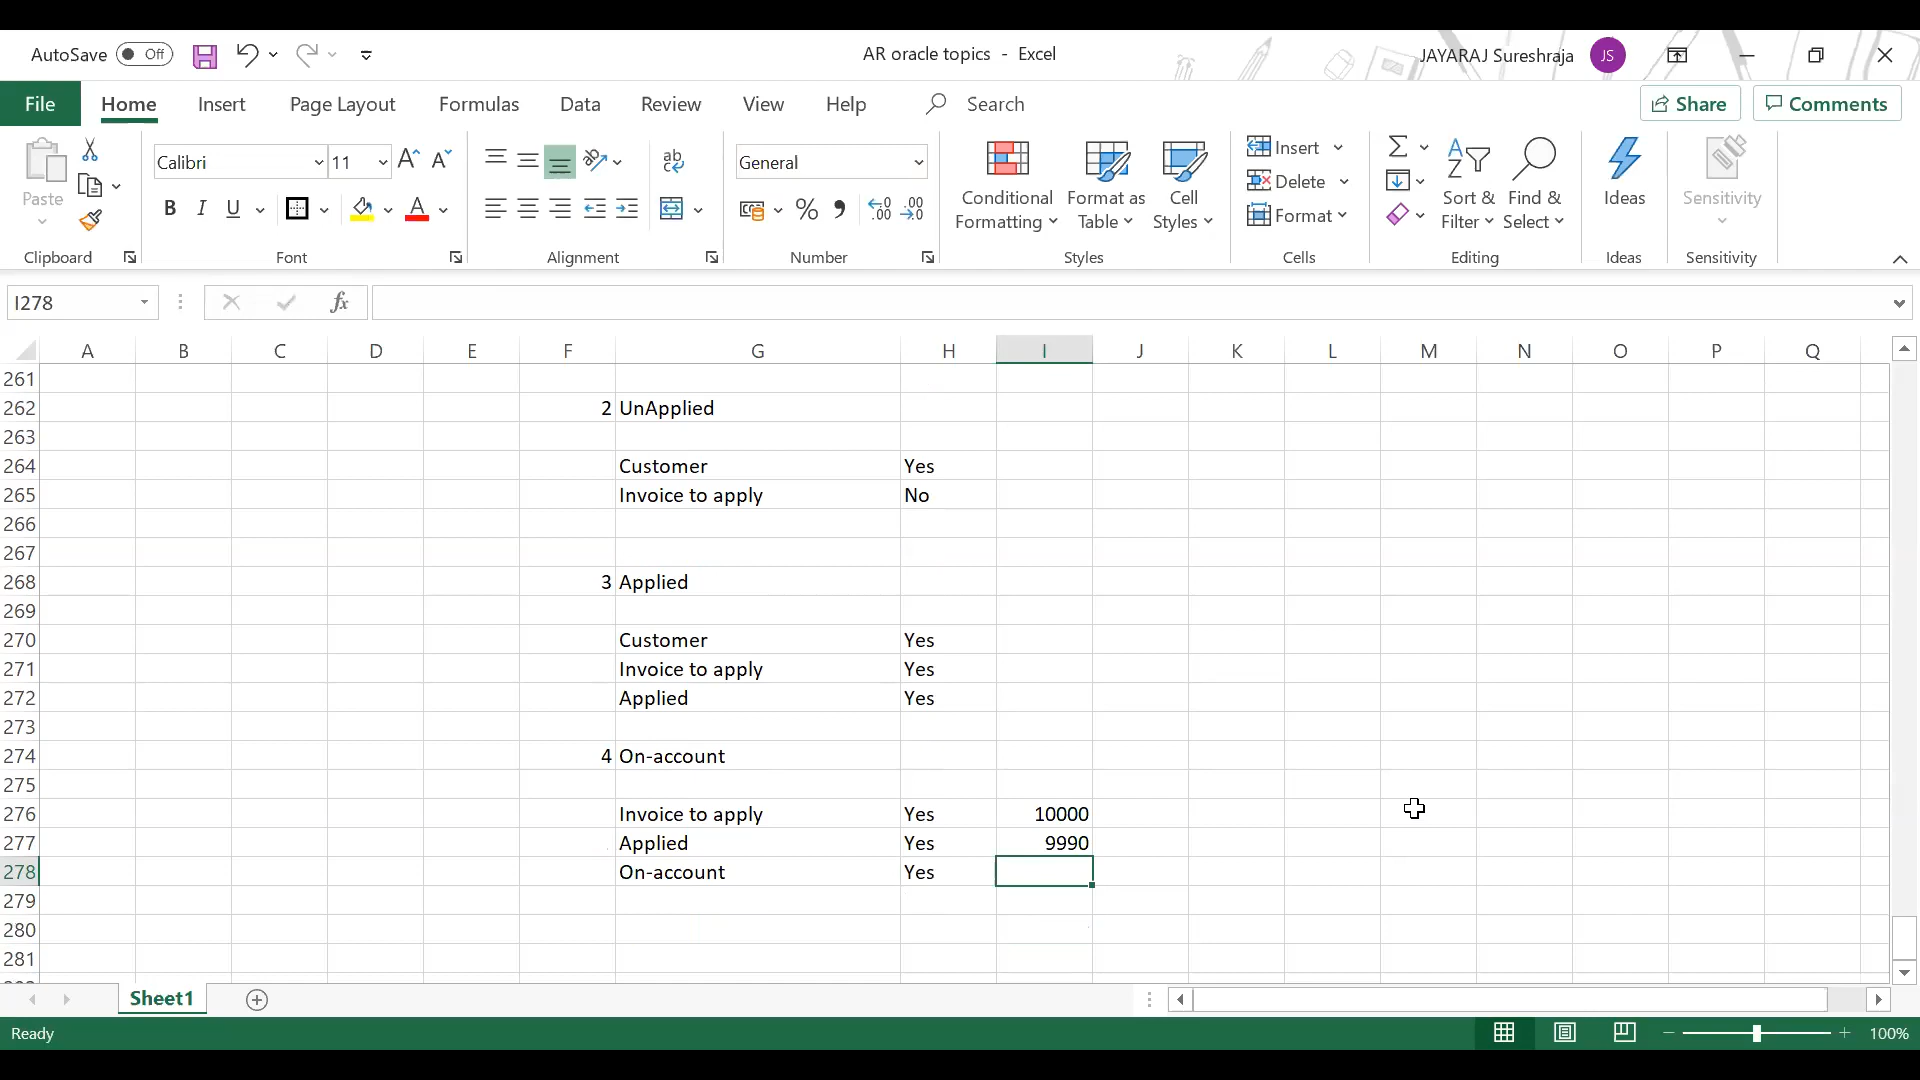 AutoSave Off
AR oracle topics - Excel
JAYARAJ Sureshraja JS
File Home Insert Page Layout Formulas Data Review View Help Search Share Comments
Paste
Calibri 11
General
Conditional Formatting
Format as Table
Cell Styles
Insert
Delete
Format
Sort & Filter
Find & Select
Ideas
Sensitivity
Clipboard Font Alignment Number Styles Cells Editing Ideas Sensitivity
I278 fx
A B C D E F G H I J K L M N O P Q
261
262 2 UnApplied
263
264 Customer Yes
265 Invoice to apply No
266
267
268 3 Applied
269
270 Customer Yes
271 Invoice to apply Yes
272 Applied Yes
273
274 4 On-account
275
276 Invoice to apply Yes 10000
277 Applied Yes 9990
278 On-account Yes
279
280
281
Sheet1
Ready 100%